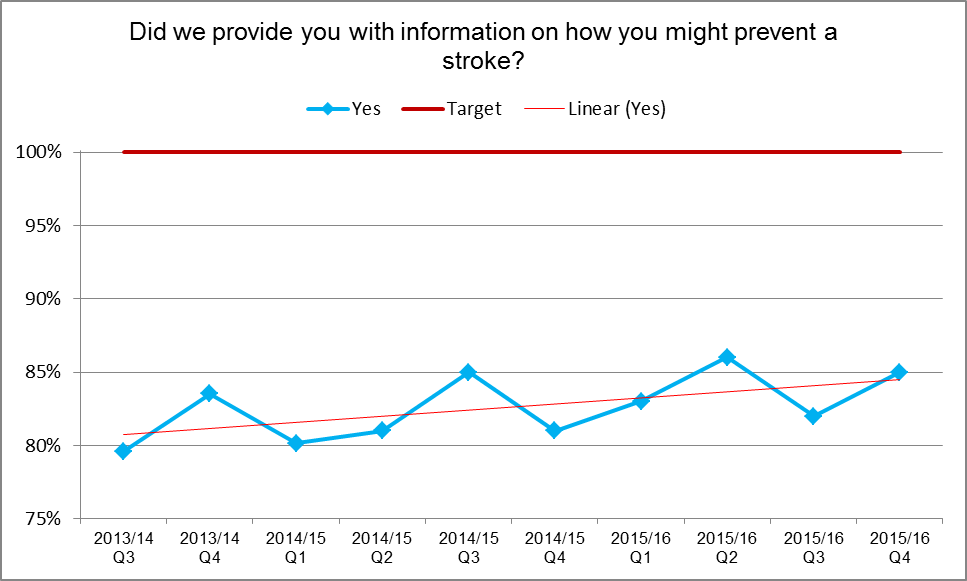 Did we provide you with information on how you might prevent a
stroke?
Yes Target Linear (Yes)
100%
95%
90%
85%
80%
75%
2013/14 2013/14 2014/15 2014/15 2014/15 2014/15 2015/16 2015/16 2015/16 2015/16
Q3 Q4 Q1 Q2 Q3 Q4 Q1 Q2 Q3 Q4